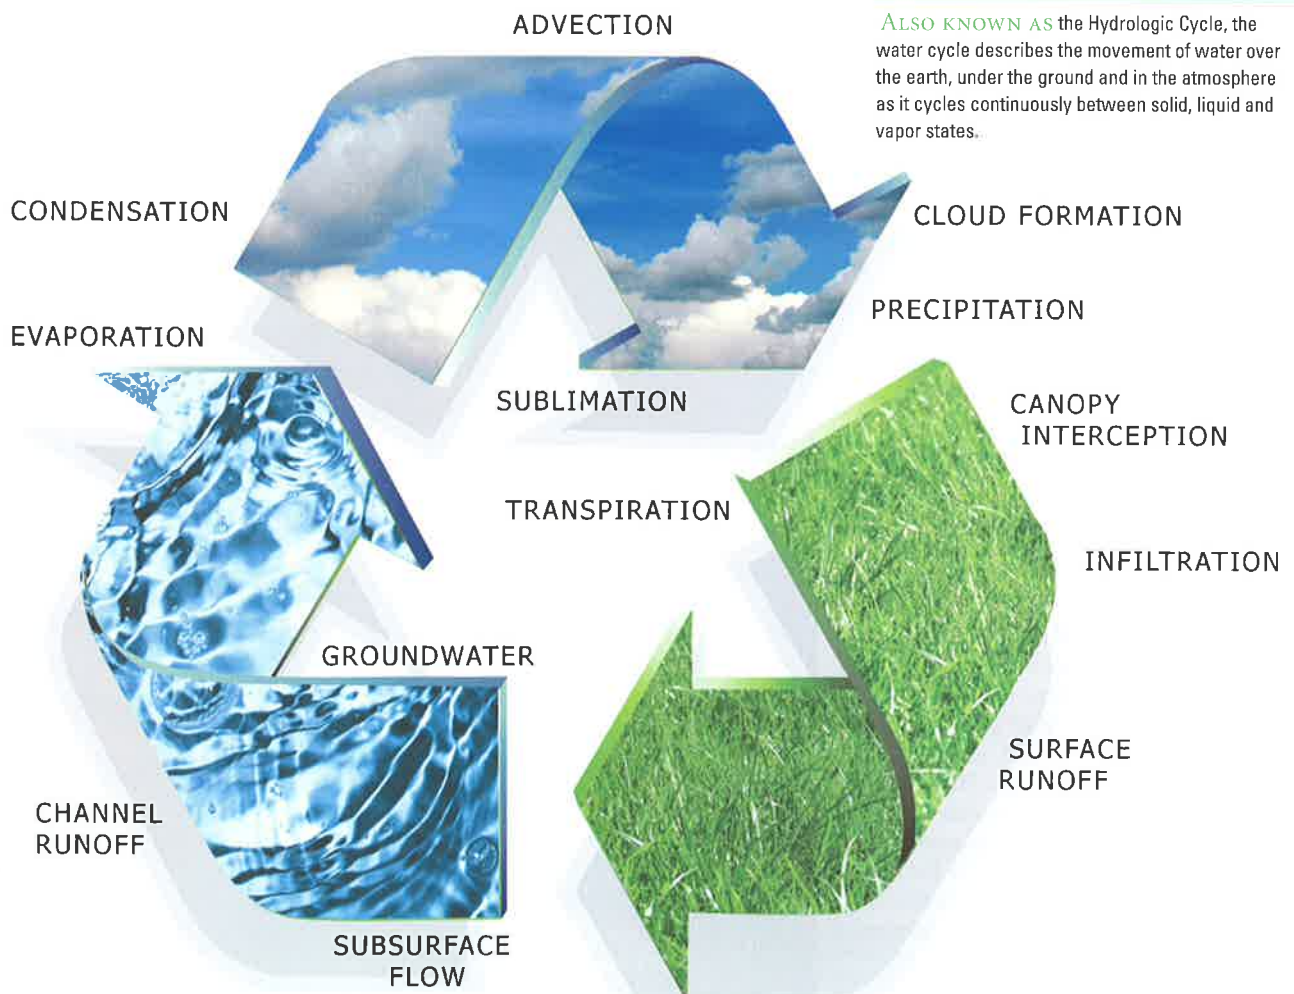 ADVECTION
ALSO KNOWN AS the Hydrologic Cycle, the
water cycle describes the movement of water over
the earth, under the ground and in the atmosphere
as it cycles continuously between solid, liquid and
vapor states.
CONDENSATION
CLOUD FORMATION
PRECIPITATION
EVAPORATION
SUBLIMATION
CANOPY
INTERCEPTION
TRANSPIRATION
INFILTRATION
GROUNDWATER
SURFACE
RUNOFF
CHANNEL
RUNOFF
SUBSURFACE
FLOW